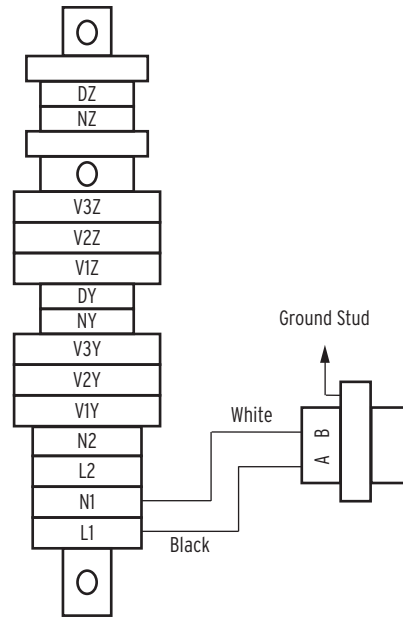 DZ
NZ
V3Z
V2Z
V1Z
DY
NY
V3Y
V2Y
V1Y
N2
L2
N1
L1
Ground Stud
White
B
A
Black